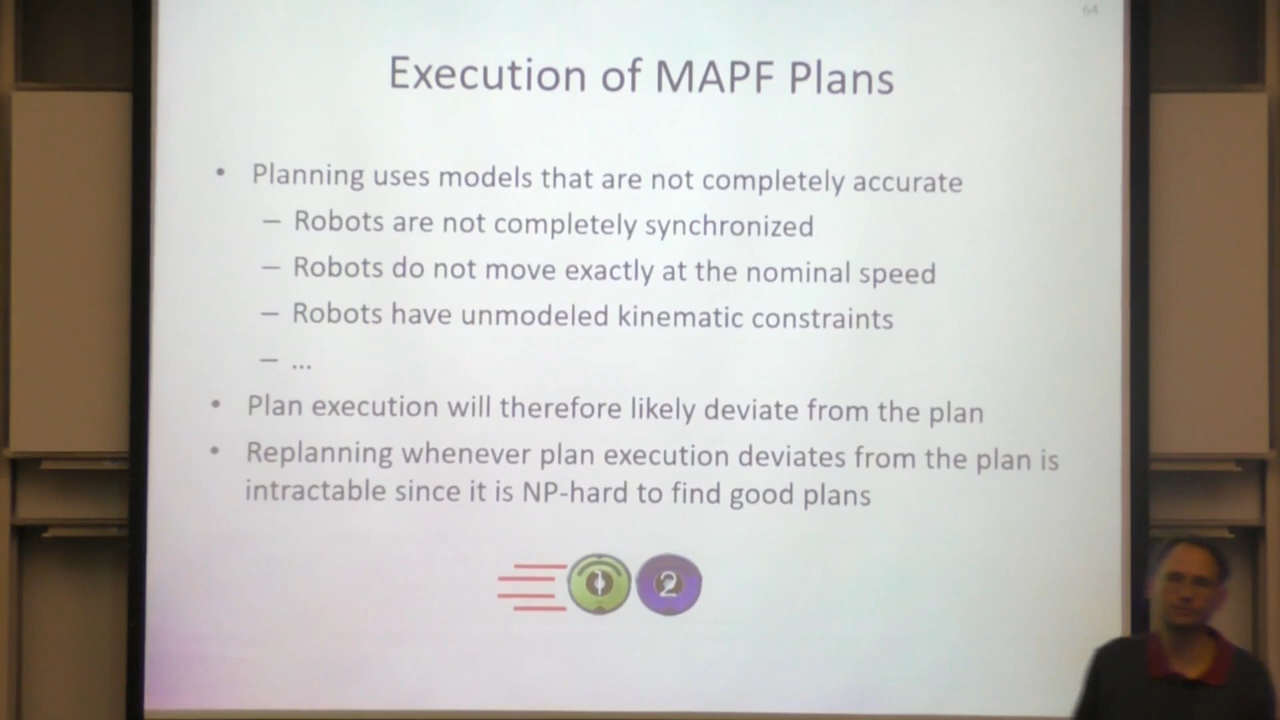 64
Execution of MAPF Plans
• Planning uses models that are not completely accurate
– Robots are not completely synchronized
– Robots do not move exactly at the nominal speed
– Robots have unmodeled kinematic constraints
– ...
• Plan execution will therefore likely deviate from the plan
• Replanning whenever plan execution deviates from the plan is
intractable since it is NP-hard to find good plans
1 2